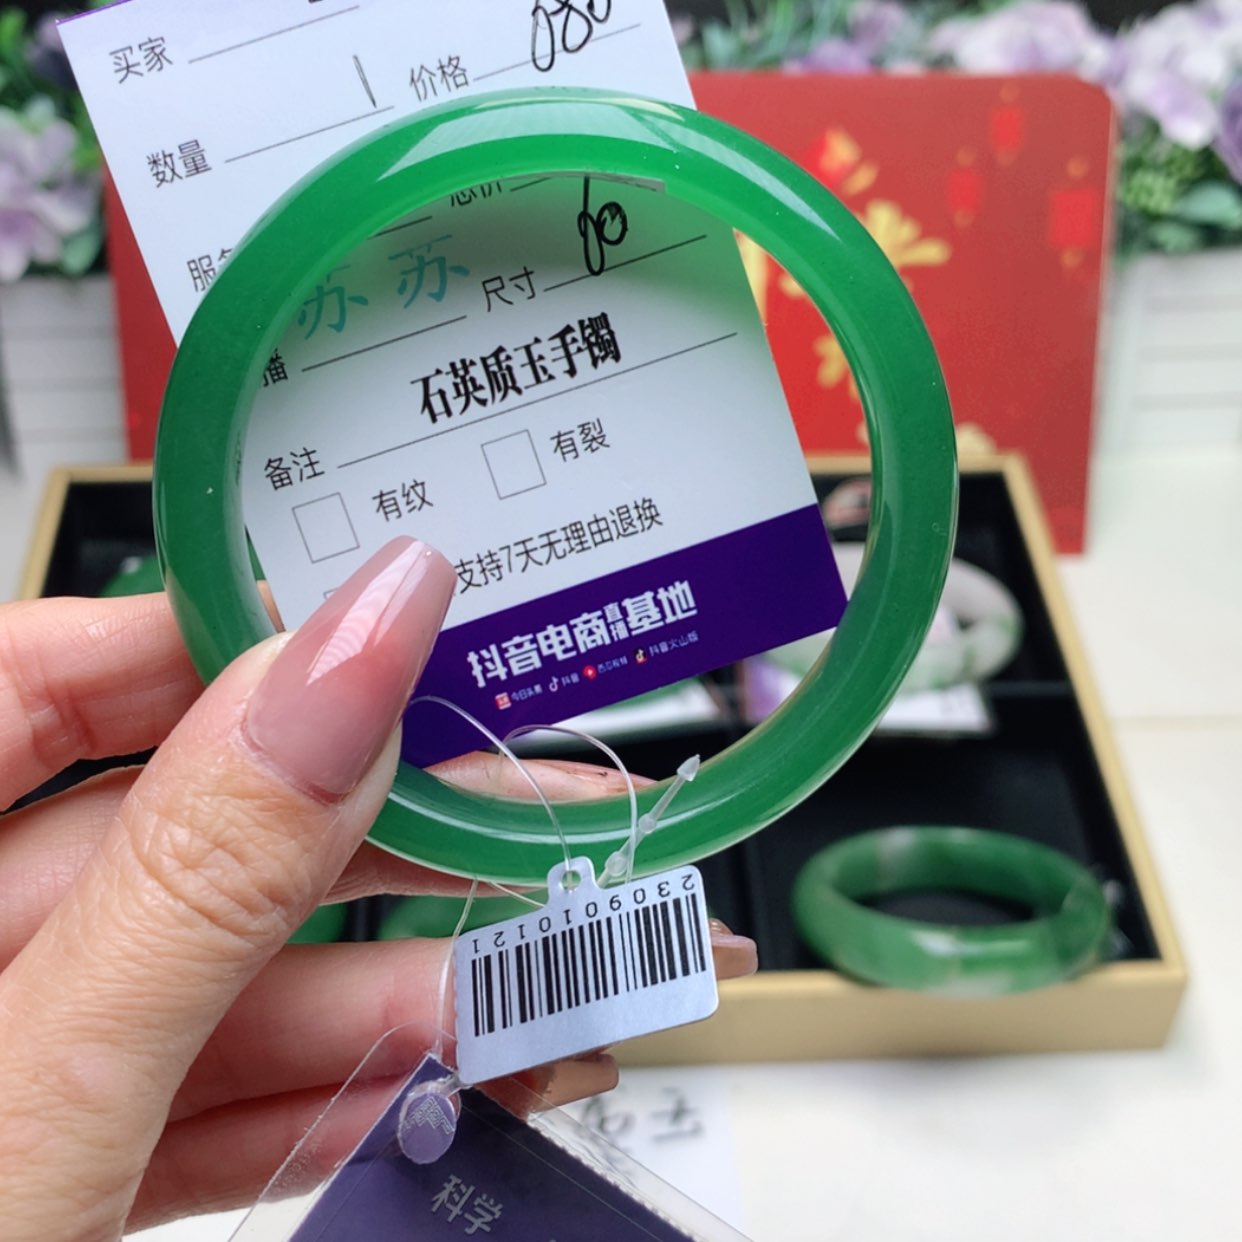 买家
价格 080
数量 1
服务
总价
苏苏
尺寸 60
播
石英质玉手镯
备注
有纹
有裂
支持7天无理由退换
抖音电商直播基地
今日头条 抖音 西瓜视频 抖音火山版
2309010121
科学